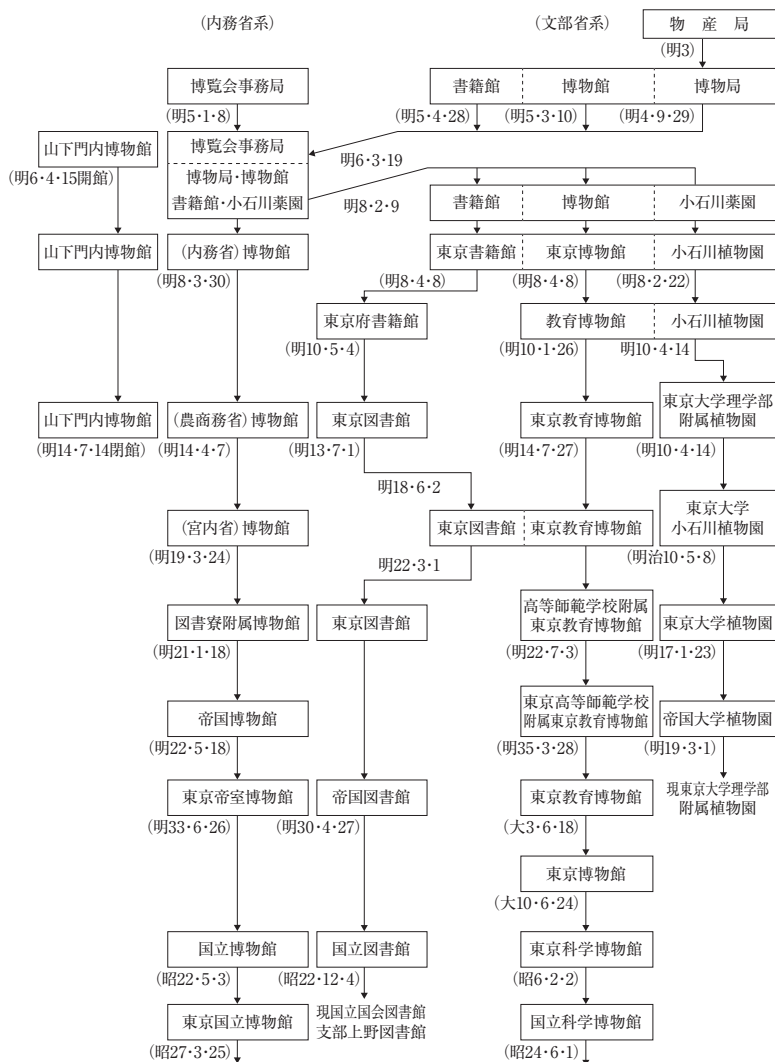 (内務省系)
(文部省系)
物産局
(明3)
博覧会事務局
書籍館
博物館
博物局
(明5・1・8)
(明5・4・28)
(明5・3・10)
(明4・9・29)
山下門内博物館
博覧会事務局
博物局・博物館
書籍館・小石川薬園
明6・3・19
(明6・4・15開館)
明8・2・9
書籍館
博物館
小石川薬園
山下門内博物館
(内務省)博物館
東京書籍館
東京博物館
小石川植物園
(明8・3・30)
(明8・4・8)
(明8・4・8)
(明8・2・22)
東京府書籍館
教育博物館
小石川植物園
(明10・5・4)
(明10・1・26)
明10・4・14
山下門内博物館
(農商務省)博物館
東京図書館
東京教育博物館
東京大学理学部
附属植物園
(明14・7・14閉館)
(明14・4・7)
(明13・7・1)
(明14・7・27)
(明10・4・14)
明18・6・2
(宮内省)博物館
東京図書館
東京教育博物館
東京大学
小石川植物園
(明19・3・24)
明22・3・1
(明治10・5・8)
図書寮附属博物館
東京図書館
高等師範学校附属
東京教育博物館
東京大学植物園
(明21・1・18)
(明22・7・3)
(明17・1・23)
帝国博物館
東京高等師範学校
附属東京教育博物館
帝国大学植物園
(明22・5・18)
(明35・3・28)
(明19・3・1)
東京帝室博物館
帝国図書館
東京教育博物館
現東京大学理学部
附属植物園
(明33・6・26)
(明30・4・27)
(大3・6・18)
東京博物館
(大10・6・24)
国立博物館
国立図書館
東京科学博物館
(昭22・5・3)
(昭22・12・4)
(昭6・2・2)
東京国立博物館
現国立国会図書館
支部上野図書館
国立科学博物館
(昭27・3・25)
(昭24・6・1)